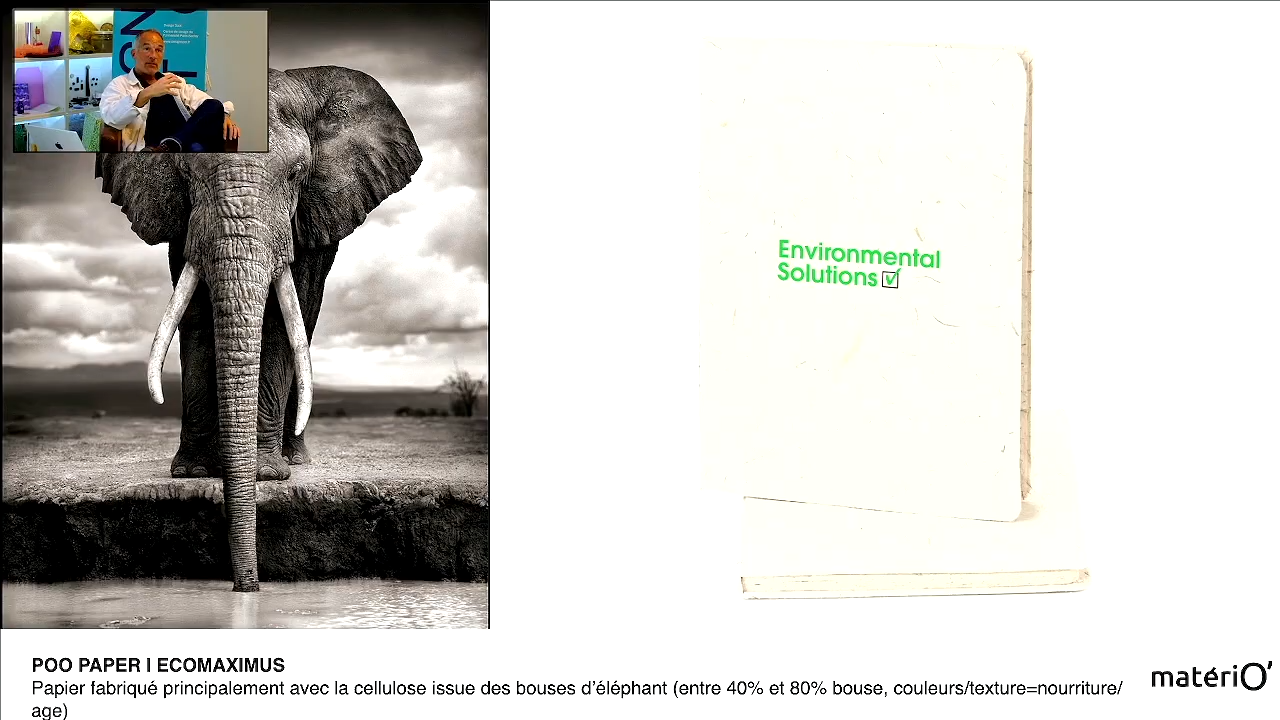 Environmental
Solutions
POO PAPER I ECOMAXIMUS
Papier fabriqué principalement avec la cellulose issue des bouses d'éléphant (entre 40% et 80% bouse, couleurs/texture=nourriture/
age)
matériO'